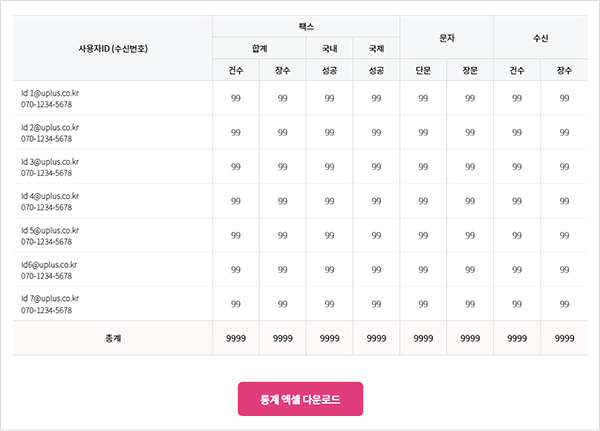 사용자ID (수신번호) 팩스 문자 수신
합계 국내 국제
건수 장수 성공 성공 단문 장문 건수 장수
Id 1@uplus.co.kr
070-1234-5678 99 99 99 99 99 99 99 99
Id 2@uplus.co.kr
070-1234-5678 99 99 99 99 99 99 99 99
Id 3@uplus.co.kr
070-1234-5678 99 99 99 99 99 99 99 99
Id 4@uplus.co.kr
070-1234-5678 99 99 99 99 99 99 99 99
Id 5@uplus.co.kr
070-1234-5678 99 99 99 99 99 99 99 99
Id6@uplus.co.kr
070-1234-5678 99 99 99 99 99 99 99 99
Id 7@uplus.co.kr
070-1234-5678 99 99 99 99 99 99 99 99
총계 9999 9999 9999 9999 9999 9999 9999 9999
통계 엑셀 다운로드